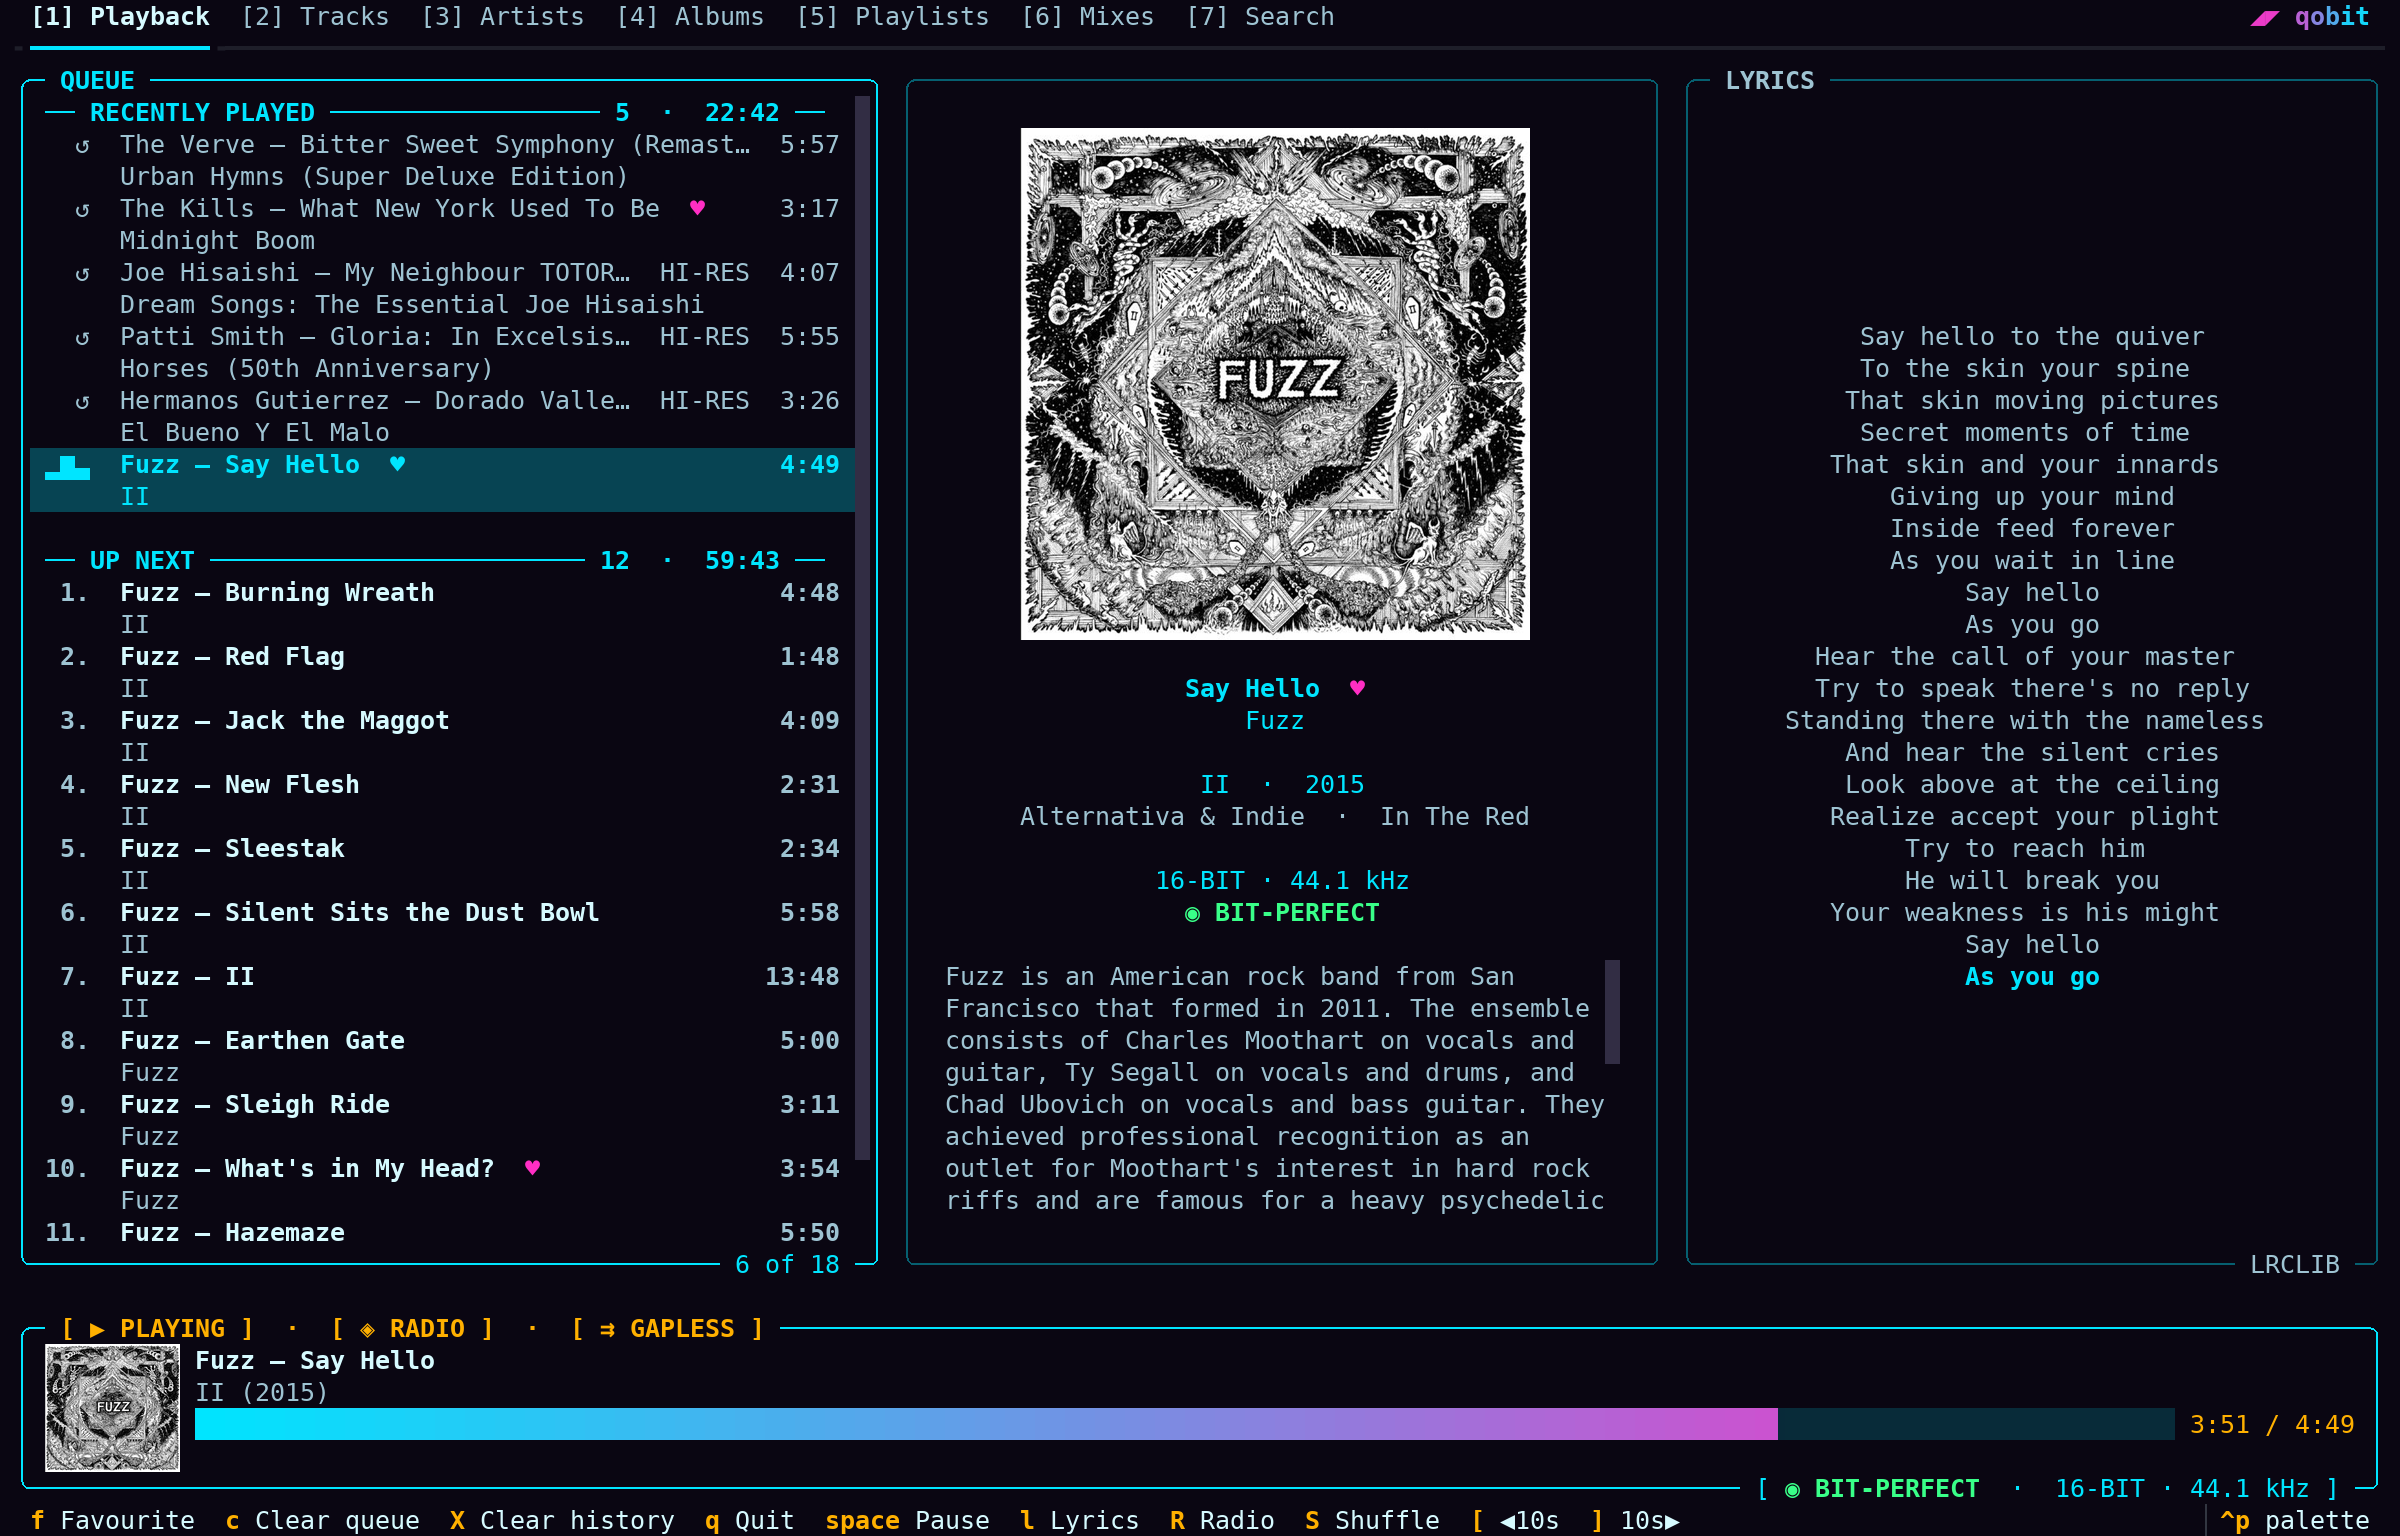 [1] Playback [2] Tracks [3] Artists [4] Albums [5] Playlists [6] Mixes [7] Search qobit
QUEUE
RECENTLY PLAYED 5 · 22:42
↺ The Verve — Bitter Sweet Symphony (Remast… 5:57
Urban Hymns (Super Deluxe Edition)
↺ The Kills — What New York Used To Be ♥ 3:17
Midnight Boom
↺ Joe Hisaishi — My Neighbour TOTOR… HI-RES 4:07
Dream Songs: The Essential Joe Hisaishi
↺ Patti Smith — Gloria: In Excelsis… HI-RES 5:55
Horses (50th Anniversary)
↺ Hermanos Gutierrez — Dorado Valle… HI-RES 3:26
El Bueno Y El Malo
Fuzz — Say Hello ♥ 4:49
II
UP NEXT 12 · 59:43
1. Fuzz — Burning Wreath 4:48
II
2. Fuzz — Red Flag 1:48
II
3. Fuzz — Jack the Maggot 4:09
II
4. Fuzz — New Flesh 2:31
II
5. Fuzz — Sleestak 2:34
II
6. Fuzz — Silent Sits the Dust Bowl 5:58
II
7. Fuzz — II 13:48
II
8. Fuzz — Earthen Gate 5:00
Fuzz
9. Fuzz — Sleigh Ride 3:11
Fuzz
10. Fuzz — What's in My Head? ♥ 3:54
Fuzz
11. Fuzz — Hazemaze 5:50
6 of 18
FUZZ
Say Hello ♥
Fuzz
II · 2015
Alternativa & Indie · In The Red
16-BIT · 44.1 kHz
◉ BIT-PERFECT
Fuzz is an American rock band from San
Francisco that formed in 2011. The ensemble
consists of Charles Moothart on vocals and
guitar, Ty Segall on vocals and drums, and
Chad Ubovich on vocals and bass guitar. They
achieved professional recognition as an
outlet for Moothart's interest in hard rock
riffs and are famous for a heavy psychedelic
LYRICS
Say hello to the quiver
To the skin your spine
That skin moving pictures
Secret moments of time
That skin and your innards
Giving up your mind
Inside feed forever
As you wait in line
Say hello
As you go
Hear the call of your master
Try to speak there's no reply
Standing there with the nameless
And hear the silent cries
Look above at the ceiling
Realize accept your plight
Try to reach him
He will break you
Your weakness is his might
Say hello
As you go
LRCLIB
[ ▶ PLAYING ] · [ ◈ RADIO ] · [ ⇉ GAPLESS ]
FUZZ
Fuzz — Say Hello
II (2015)
3:51 / 4:49
[ ◉ BIT-PERFECT · 16-BIT · 44.1 kHz ]
f Favourite c Clear queue X Clear history q Quit space Pause l Lyrics R Radio S Shuffle [ ◀10s ] 10s▶ ^p palette